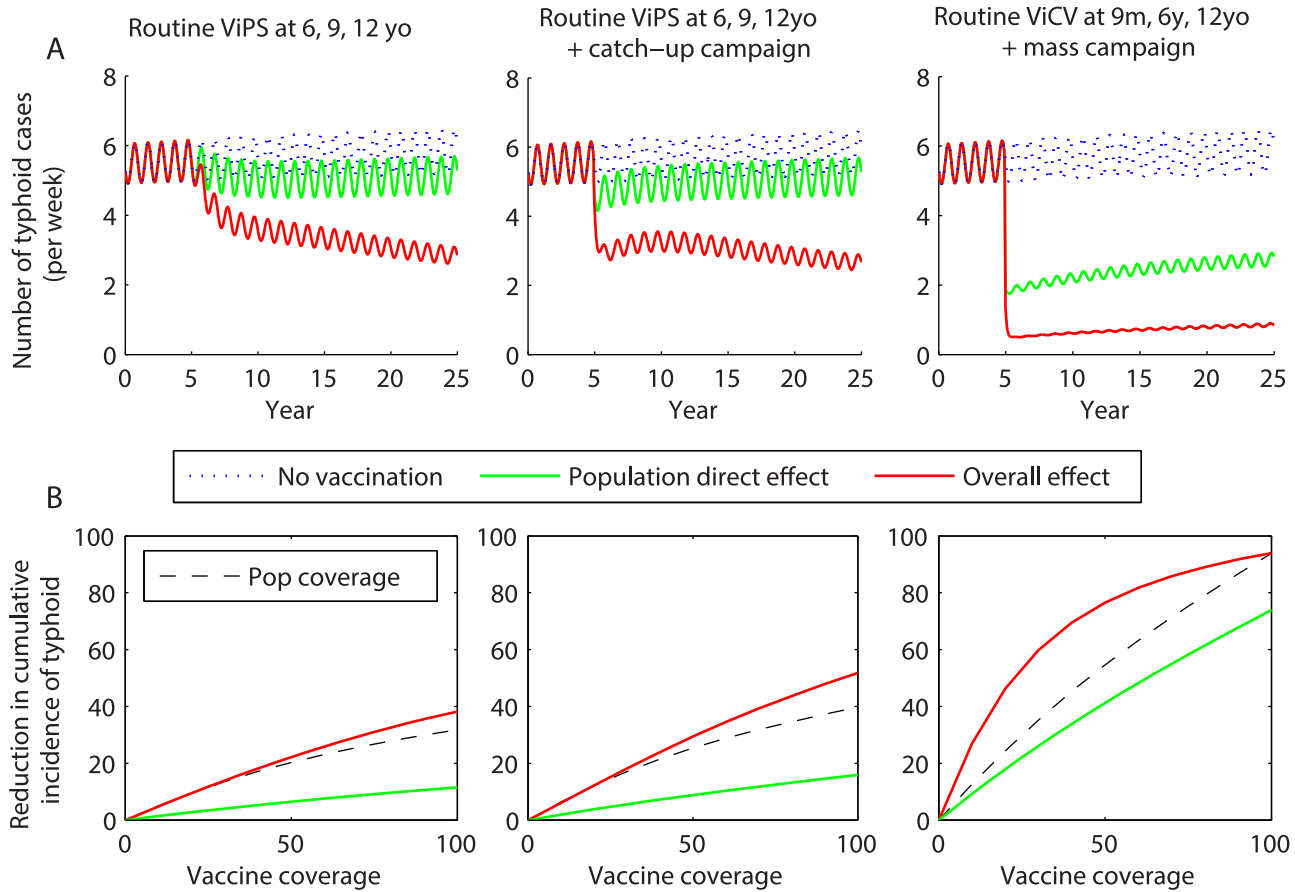 A
Routine ViPS at 6, 9, 12 yo
Routine ViPS at 6, 9, 12yo
+ catch−up campaign
Routine ViCV at 9m, 6y, 12yo
+ mass campaign
Number of typhoid cases
(per week)
8
6
4
2
0
0 5 10 15 20 25
Year
8
6
4
2
0
0 5 10 15 20 25
Year
8
6
4
2
0
0 5 10 15 20 25
Year
No vaccination Population direct effect Overall effect
B
Reduction in cumulative
incidence of typhoid
Pop coverage
100
80
60
40
20
0
0 50 100
Vaccine coverage
100
80
60
40
20
0
0 50 100
Vaccine coverage
100
80
60
40
20
0
0 50 100
Vaccine coverage